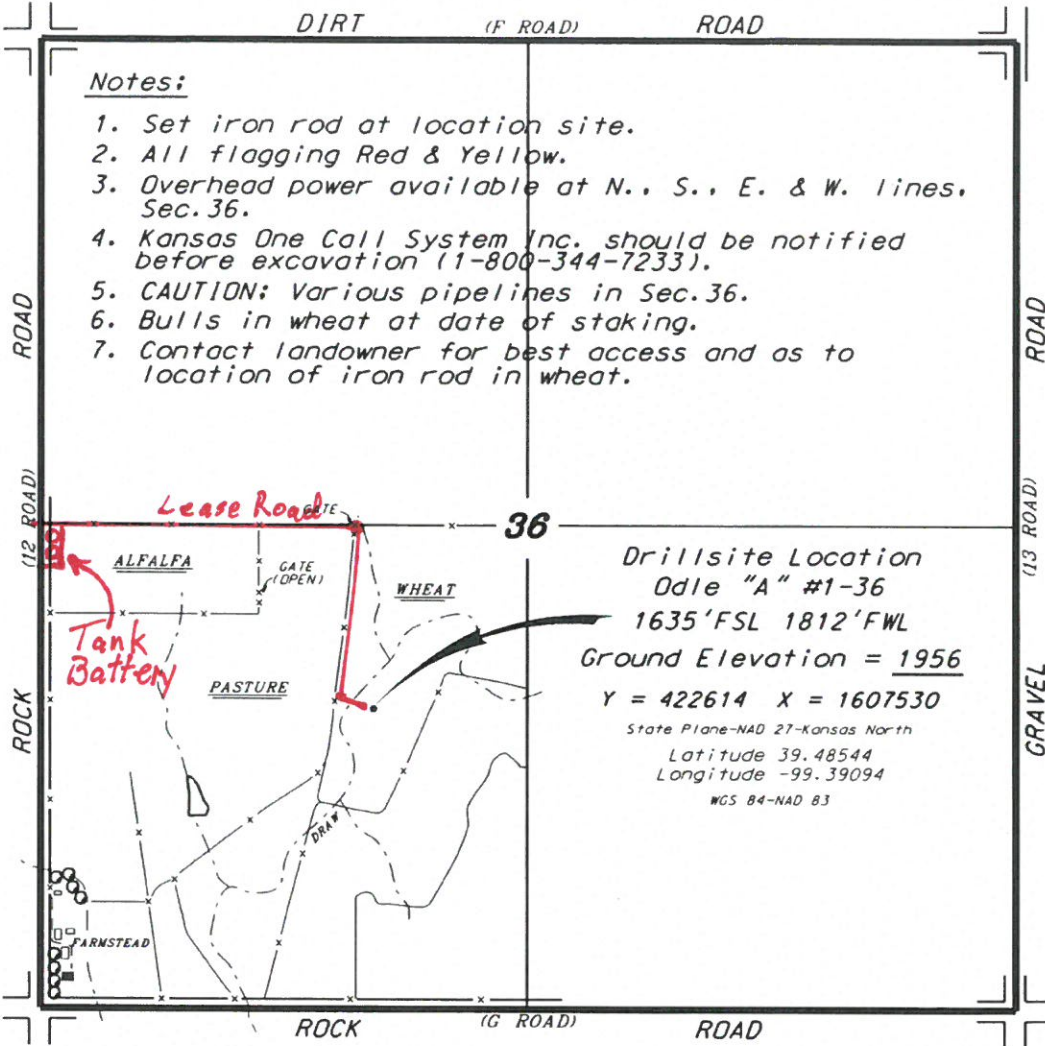 DIRT (F ROAD) ROAD
Notes:
1. Set iron rod at location site.
2. All flagging Red & Yellow.
3. Overhead power available at N., S., E. & W. lines,
Sec. 36.
4. Kansas One Call System Inc. should be notified
before excavation (1-800-344-7233).
5. CAUTION: Various pipelines in Sec. 36.
6. Bulls in wheat at date of staking.
7. Contact landowner for best access and as to
location of iron rod in wheat.
ROAD
(12 ROAD)
ROCK
ROAD
(13 ROAD)
GRAVEL
Lease Road
GATE
36
ALFALFA
GATE
(OPEN)
WHEAT
Tank
Battery
PASTURE
DRAW
FARMSTEAD
Drillsite Location
Odle "A" #1-36
1635'FSL 1812'FWL
Ground Elevation = 1956
Y = 422614 X = 1607530
State Plane-NAD 27-Kansas North
Latitude 39.48544
Longitude -99.39094
WGS 84-NAD 83
ROCK (G ROAD) ROAD